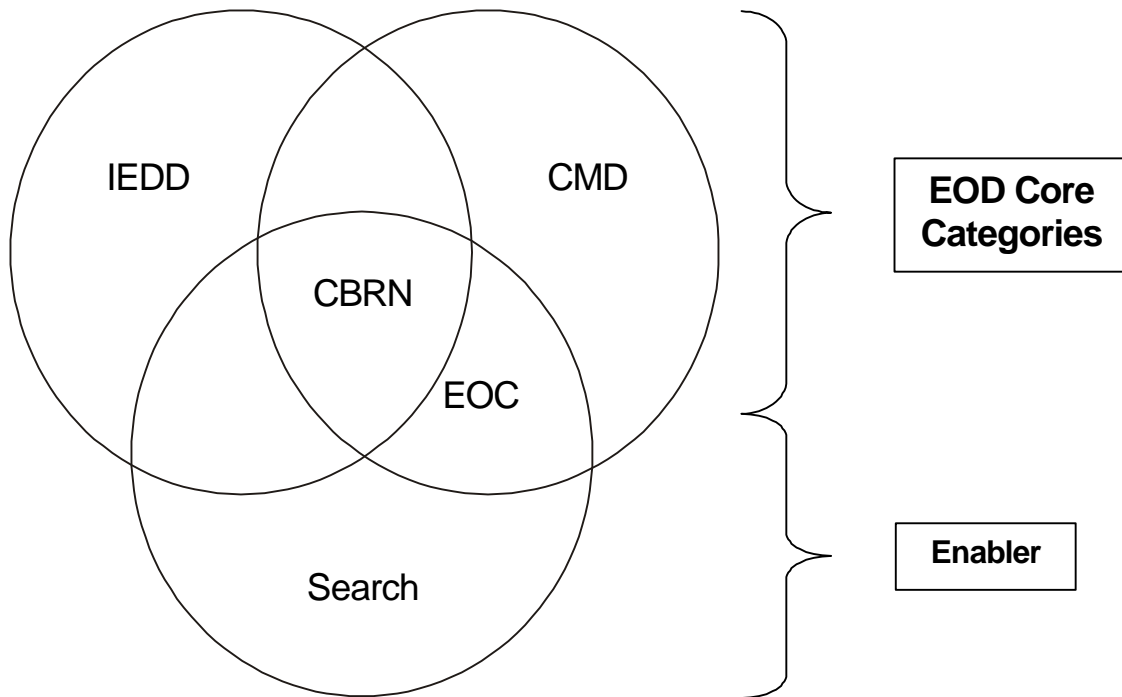 IEDD
CMD
EOD Core
Categories
CBRN
EOC
Enabler
Search